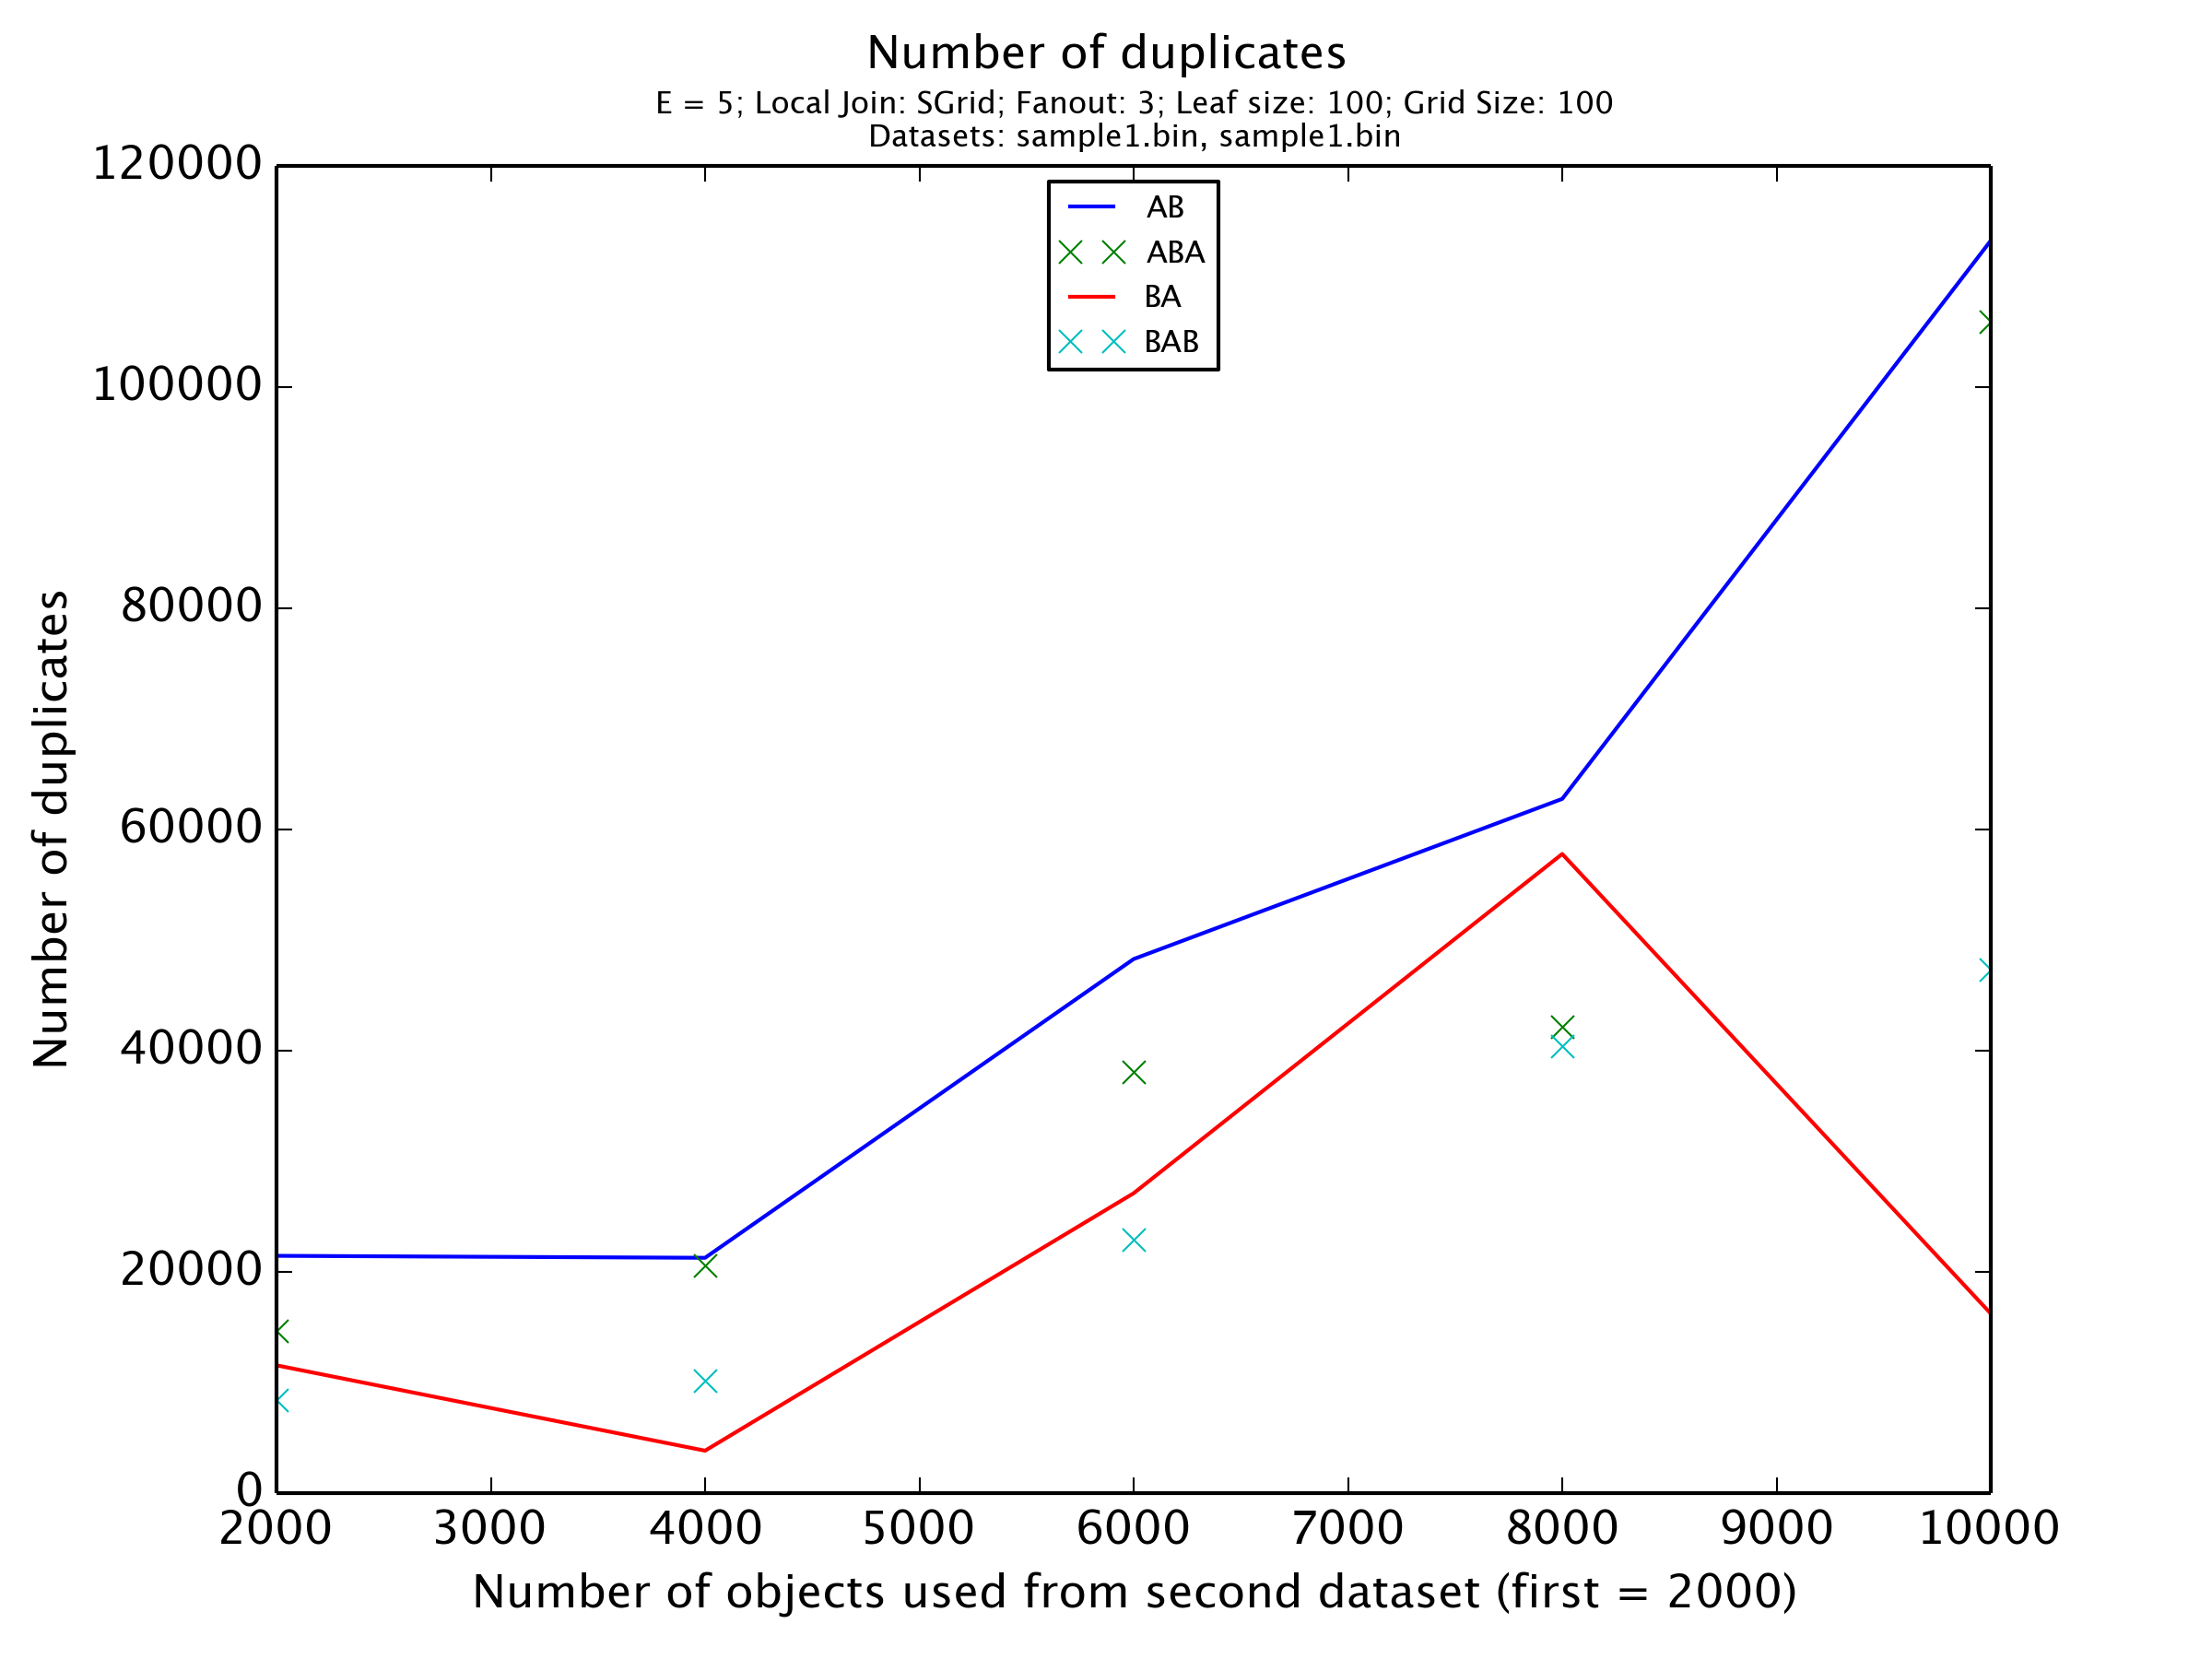 Number of duplicates
E = 5; Local Join: SGrid; Fanout: 3; Leaf size: 100; Grid Size: 100
Datasets: sample1.bin, sample1.bin
120000
100000
80000
60000
40000
20000
0
Number of duplicates
AB
ABA
BA
BAB
2000 3000 4000 5000 6000 7000 8000 9000 10000
Number of objects used from second dataset (first = 2000)